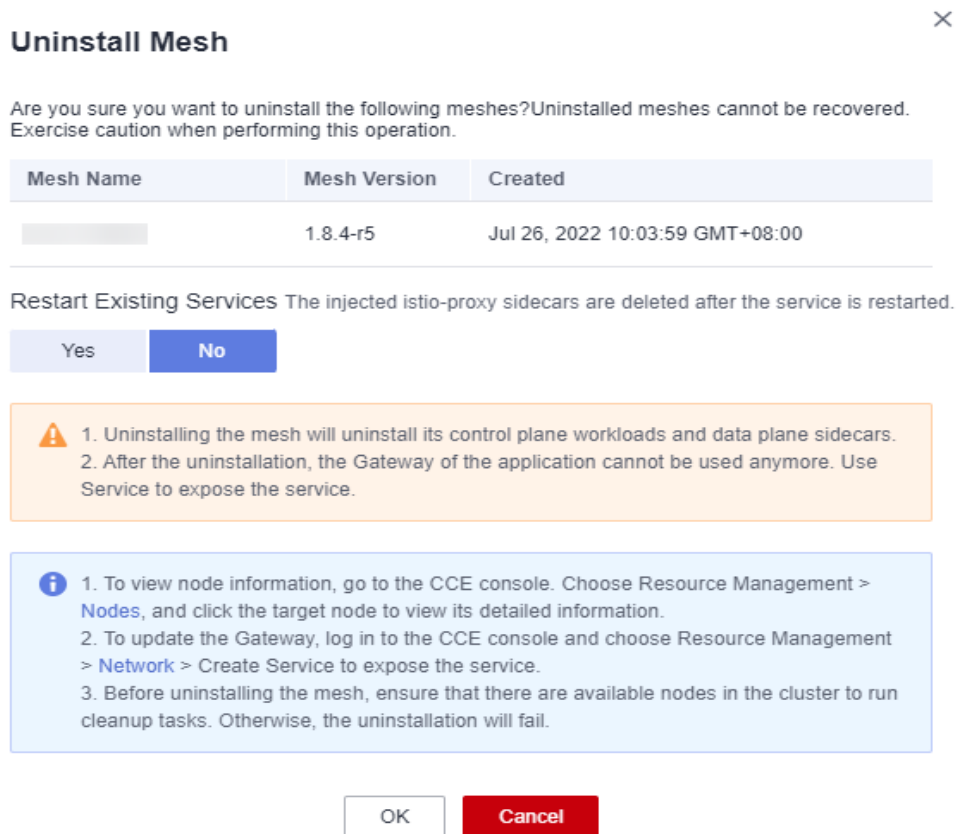 Uninstall Mesh
Are you sure you want to uninstall the following meshes?Uninstalled meshes cannot be recovered.
Exercise caution when performing this operation.
Mesh Name Mesh Version Created
1.8.4-r5 Jul 26, 2022 10:03:59 GMT+08:00
Restart Existing Services The injected istio-proxy sidecars are deleted after the service is restarted.
Yes No
1. Uninstalling the mesh will uninstall its control plane workloads and data plane sidecars.
2. After the uninstallation, the Gateway of the application cannot be used anymore. Use
Service to expose the service.
1. To view node information, go to the CCE console. Choose Resource Management >
Nodes, and click the target node to view its detailed information.
2. To update the Gateway, log in to the CCE console and choose Resource Management
> Network > Create Service to expose the service.
3. Before uninstalling the mesh, ensure that there are available nodes in the cluster to run
cleanup tasks. Otherwise, the uninstallation will fail.
OK Cancel